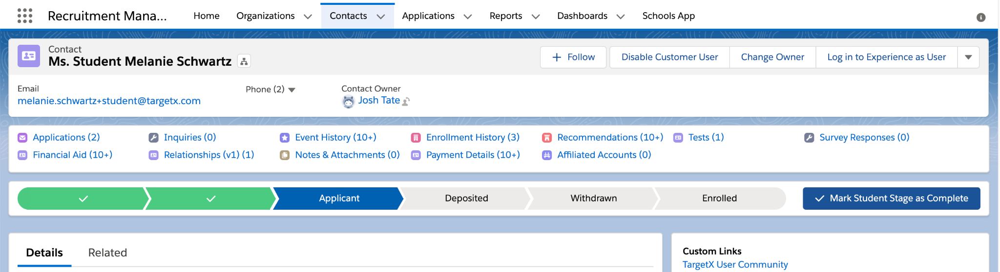 Recruitment Mana... Home Organizations Contacts Applications Reports Dashboards Schools App
Contact
Ms. Student Melanie Schwartz
+ Follow Disable Customer User Change Owner Log in to Experience as User
Email Phone (2) Contact Owner
melanie.schwartz+student@targetx.com Josh Tate
Applications (2) Inquiries (0) Event History (10+) Enrollment History (3) Recommendations (10+) Tests (1) Survey Responses (0)
Financial Aid (10+) Relationships (v1) (1) Notes & Attachments (0) Payment Details (10+) Affiliated Accounts (0)
Applicant Deposited Withdrawn Enrolled Mark Student Stage as Complete
Details Related
Custom Links
TargetX User Community